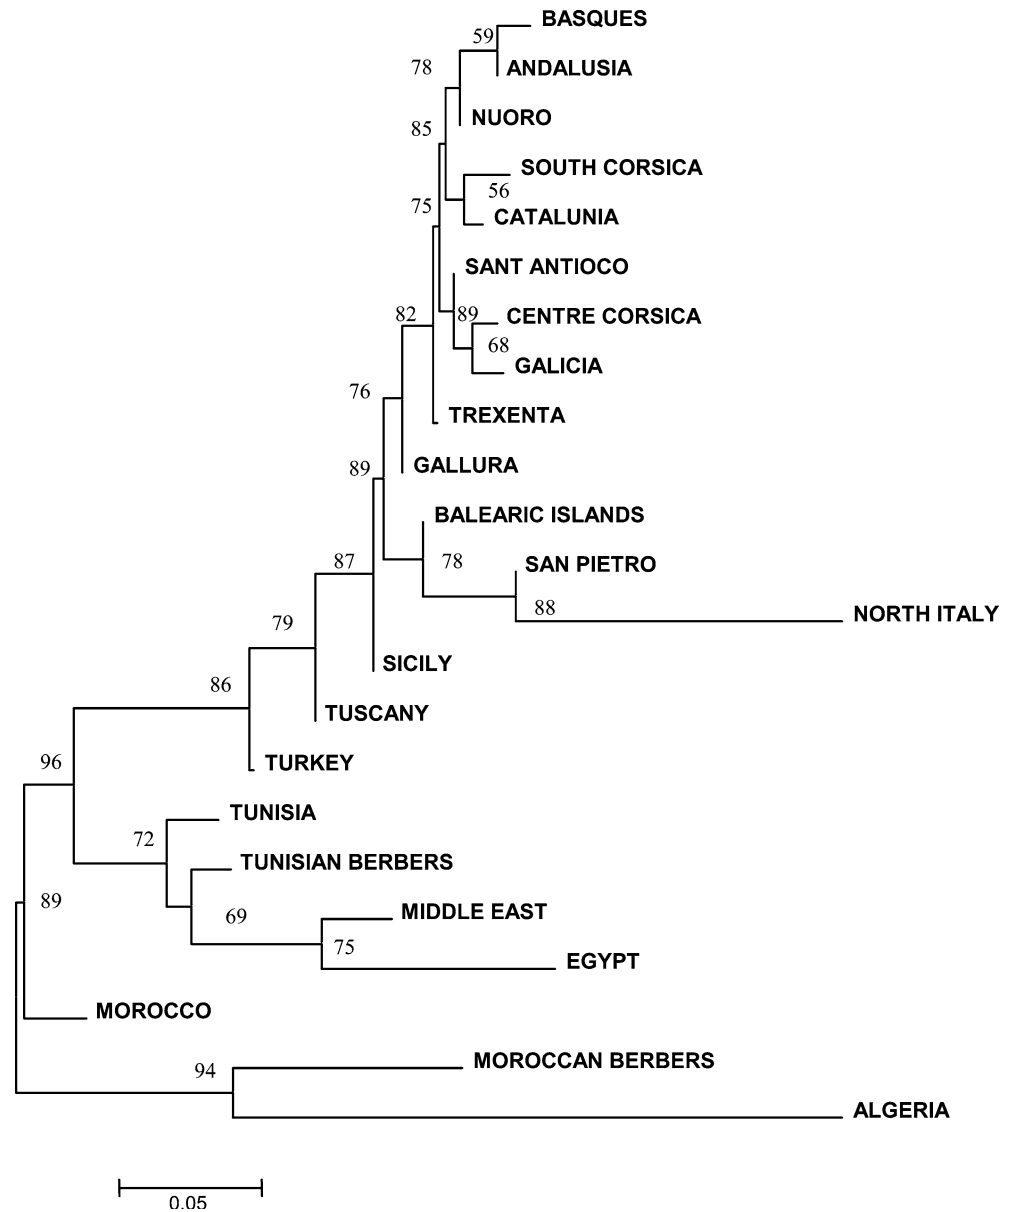 BASQUES
59
78
ANDALUSIA
NUORO
85
SOUTH CORSICA
56
75
CATALUNIA
SANT ANTIOCO
82
89
CENTRE CORSICA
68
GALICIA
76
TREXENTA
89
GALLURA
BALEARIC ISLANDS
87
78
SAN PIETRO
88
NORTH ITALY
79
SICILY
86
TUSCANY
96
TURKEY
TUNISIA
72
TUNISIAN BERBERS
89
69
MIDDLE EAST
75
EGYPT
MOROCCO
94
MOROCCAN BERBERS
ALGERIA
0.05